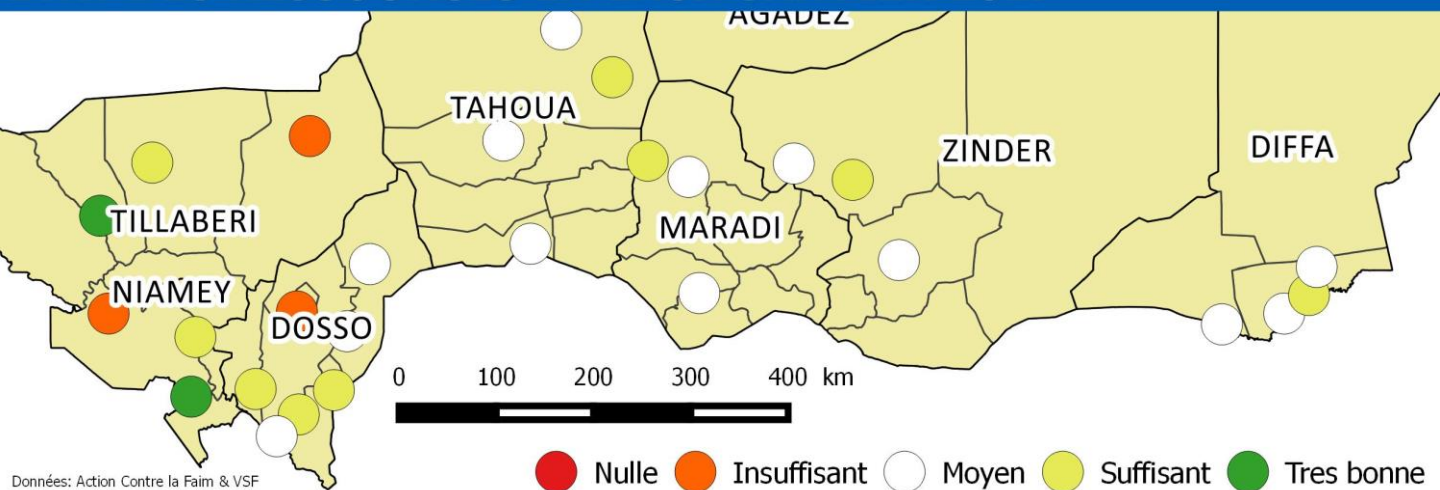 AGADEZ
TAHOUA
ZINDER
DIFFA
TILLABERI
MARADI
NIAMEY
DOSSO
0 100 200 300 400 km
Nulle Insuffisant Moyen Suffisant Tres bonne
Données: Action Contre la Faim & VSF